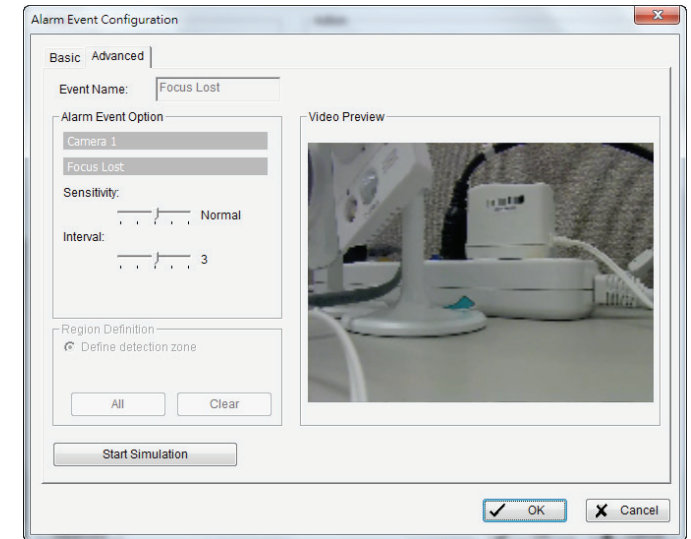 Alarm Event Configuration
Basic
Advanced
Event Name:
Focus Lost
Alarm Event Option
Camera 1
Focus Lost
Sensitivity:
Normal
Interval:
3
Region Definition
Define detection zone
All
Clear
Start Simulation
Video Preview
OK
Cancel